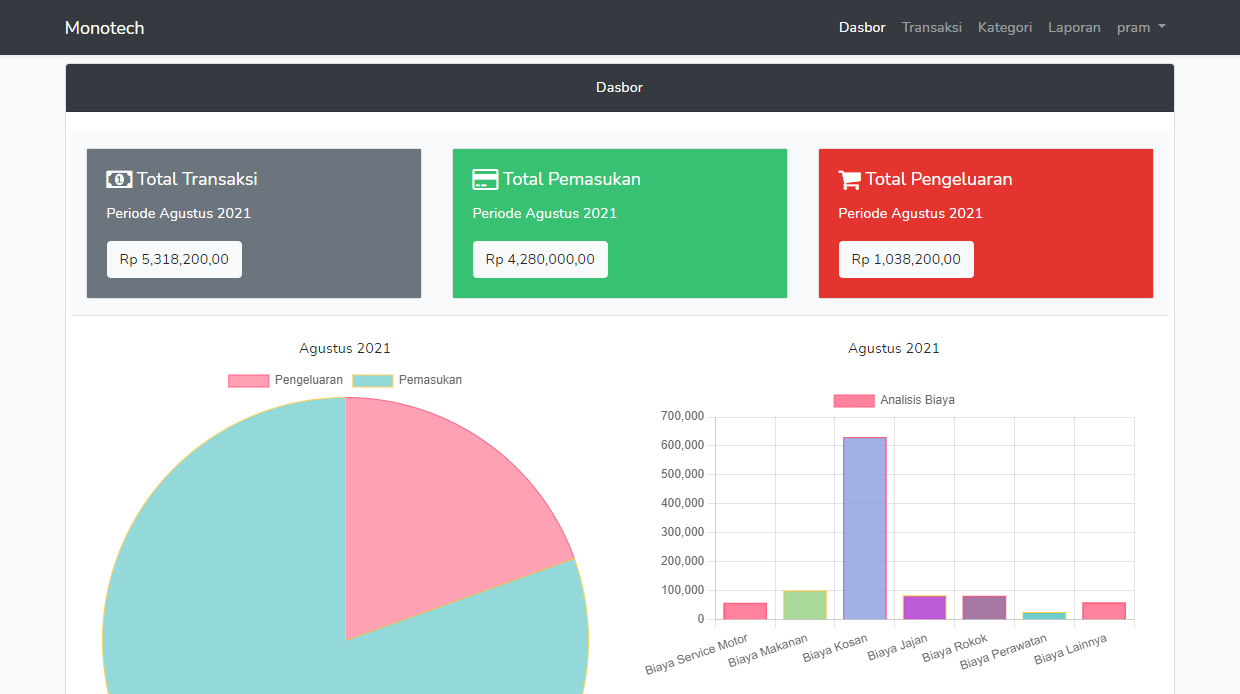 Monotech
Dasbor Transaksi Kategori Laporan pram
Dasbor
Total Transaksi
Periode Agustus 2021
Rp 5,318,200,00
Total Pemasukan
Periode Agustus 2021
Rp 4,280,000,00
Total Pengeluaran
Periode Agustus 2021
Rp 1,038,200,00
Agustus 2021
Pengeluaran Pemasukan
Agustus 2021
Analisis Biaya
700,000
600,000
500,000
400,000
300,000
200,000
100,000
0
Biaya Service Motor
Biaya Makanan
Biaya Kosan
Biaya Jajan
Biaya Rokok
Biaya Perawatan
Biaya Lainnya